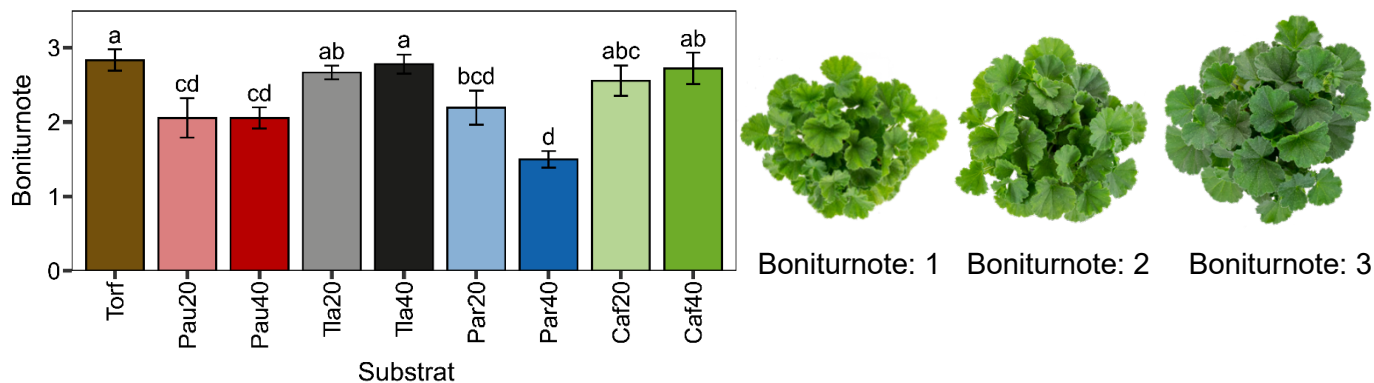 Boniturnote
3
2
1
0
a
cd
cd
ab
a
bcd
d
abc
ab
Torf
Pau20
Pau40
Tla20
Tla40
Par20
Par40
Caf20
Caf40
Substrat
Boniturnote: 1
Boniturnote: 2
Boniturnote: 3